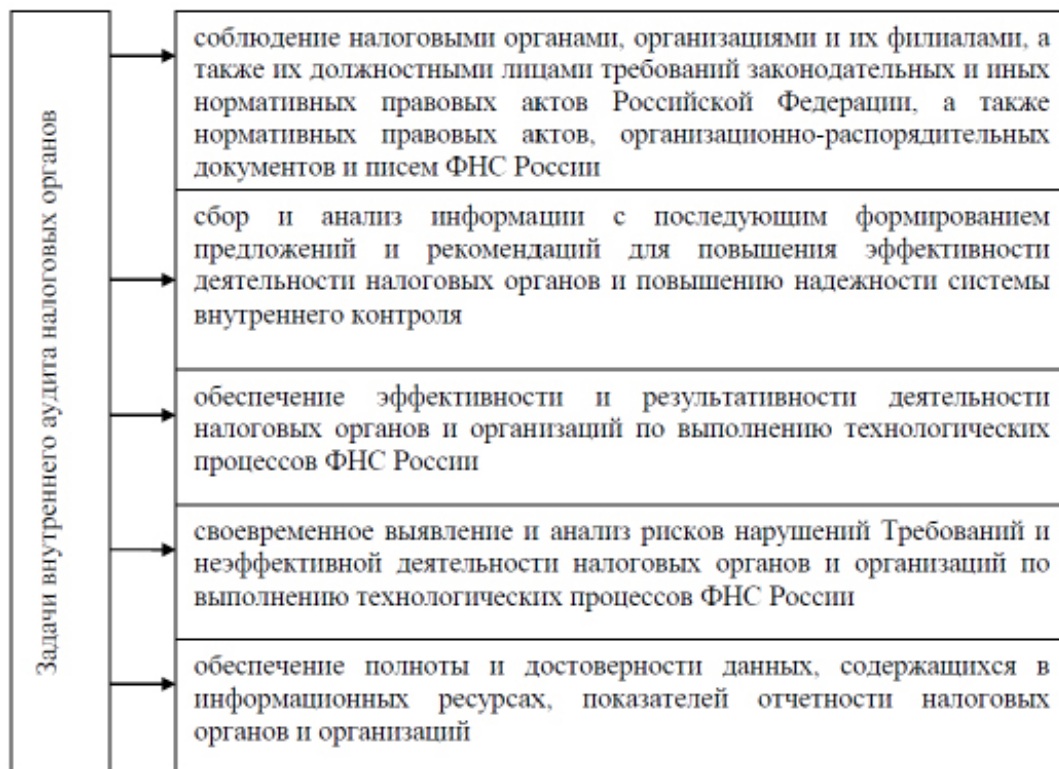 Задачи внутреннего аудита налоговых органов
соблюдение налоговыми органами, организациями и их филиалами, а
также их должностными лицами требований законодательных и иных
нормативных правовых актов Российской Федерации, а также
нормативных правовых актов, организационно-распорядительных
документов и писем ФНС России
сбор и анализ информации с последующим формированием
предложений и рекомендаций для повышения эффективности
деятельности налоговых органов и повышению надежности системы
внутреннего контроля
обеспечение эффективности и результативности деятельности
налоговых органов и организаций по выполнению технологических
процессов ФНС России
своевременное выявление и анализ рисков нарушений Требований и
неэффективной деятельности налоговых органов и организаций по
выполнению технологических процессов ФНС России
обеспечение полноты и достоверности данных, содержащихся в
информационных ресурсах, показателей отчетности налоговых
органов и организаций